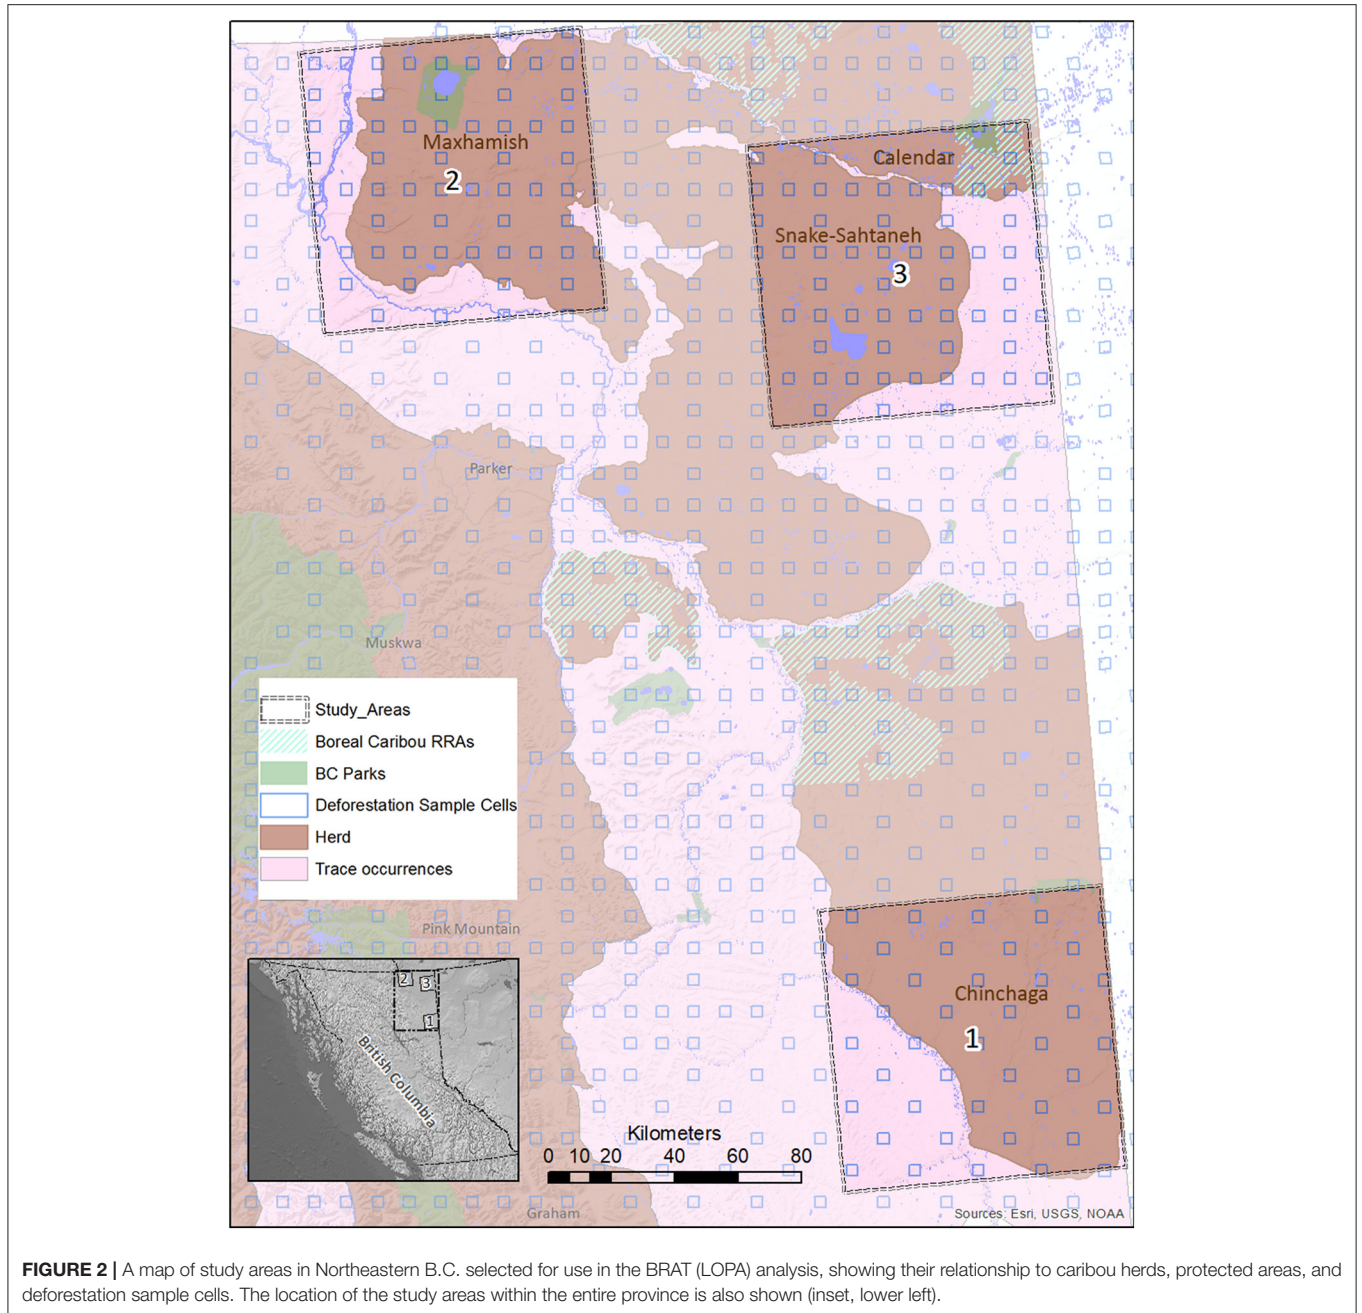 Maxhamish
2
Calendar
Snake-Sahtaneh
3
Parker
Muskwa
Study_Areas
Boreal Caribou RRAs
BC Parks
Deforestation Sample Cells
Herd
Trace occurrences
Pink Mountain
Chinchaga
1
2
3
1
British Columbia
Kilometers
0 10 20 40 60 80
Graham
Sources: Esri, USGS, NOAA
FIGURE 2 | A map of study areas in Northeastern B.C. selected for use in the BRAT (LOPA) analysis, showing their relationship to caribou herds, protected areas, and
deforestation sample cells. The location of the study areas within the entire province is also shown (inset, lower left).